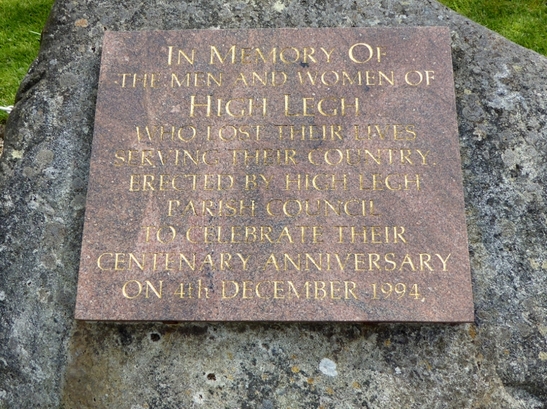 In Memory Of
the men and women of
High Legh
who lost their lives
serving their country.
Erected by High Legh
Parish Council
to celebrate their
centenary anniversary
on 4th December 1994.